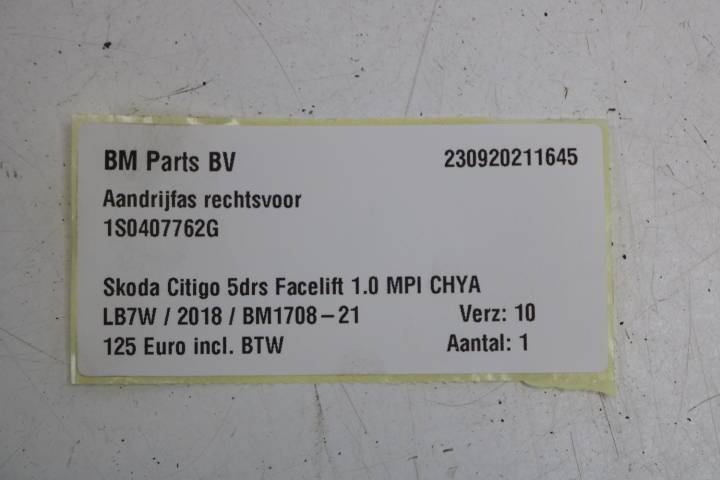 BM Parts BV 230920211645
Aandrijfas rechtsvoor
1S0407762G
Skoda Citigo 5drs Facelift 1.0 MPI CHYA
LB7W / 2018 / BM1708-21 Verz: 10
125 Euro incl. BTW Aantal: 1